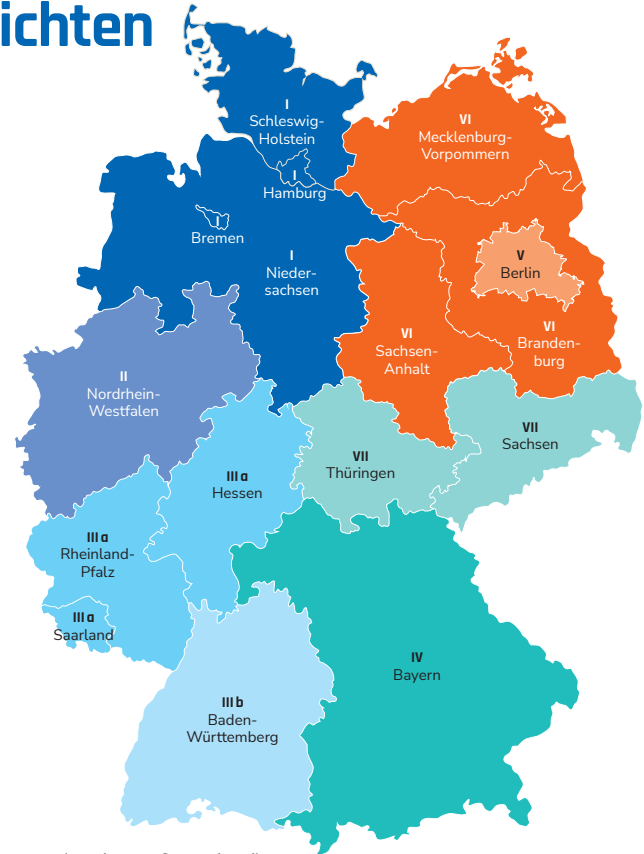 ichten
I
Schleswig-
Holstein
I
Hamburg
I
Bremen
I
Nieder-
sachsen
VI
Mecklenburg-
Vorpommern
V
Berlin
VI
Branden-
burg
VI
Sachsen-
Anhalt
II
Nordrhein-
Westfalen
VII
Sachsen
VII
Thüringen
III a
Hessen
III a
Rheinland-
Pfalz
III a
Saarland
IV
Bayern
III b
Baden-
Württemberg